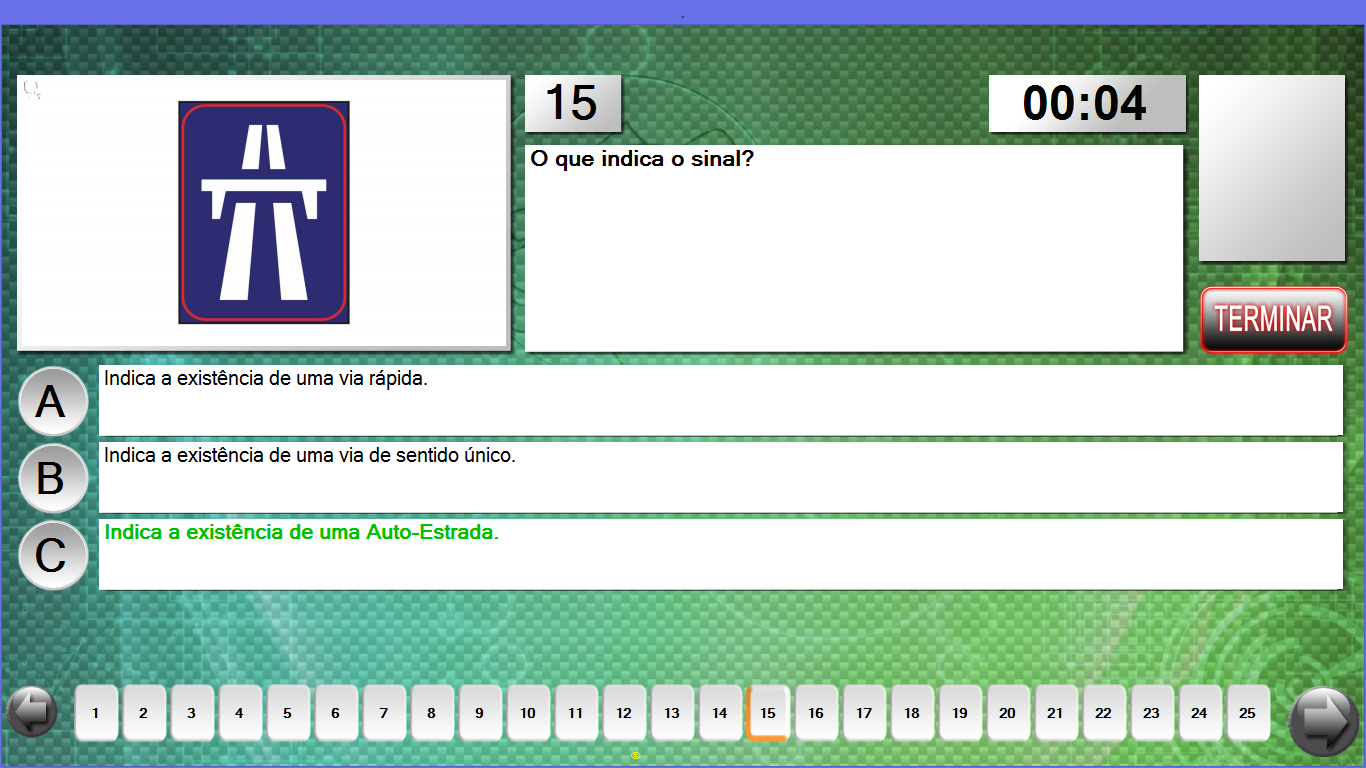 15
00:04
O que indica o sinal?
TERMINAR
A
Indica a existência de uma via rápida.
B
Indica a existência de uma via de sentido único.
C
Indica a existência de uma Auto-Estrada.
1 2 3 4 5 6 7 8 9 10 11 12 13 14 15 16 17 18 19 20 21 22 23 24 25